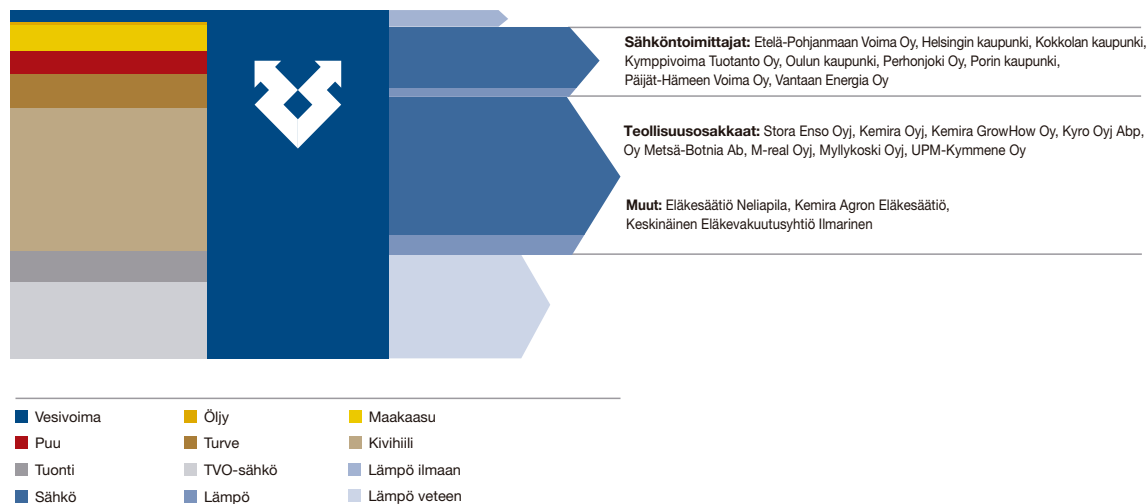 Sähköntoimittajat: Etelä-Pohjanmaan Voima Oy, Helsingin kaupunki, Kokkolan kaupunki,
Kymppivoima Tuotanto Oy, Oulun kaupunki, Perhonjoki Oy, Porin kaupunki,
Päijät-Hämeen Voima Oy, Vantaan Energia Oy
Teollisuusosakkaat: Stora Enso Oyj, Kemira Oyj, Kemira GrowHow Oy, Kyro Oyj Abp,
Oy Metsä-Botnia Ab, M-real Oyj, Myllykoski Oyj, UPM-Kymmene Oy
Muut: Eläkesäätiö Neliapila, Kemira Agron Eläkesäätiö,
Keskinäinen Eläkevakuutusyhtiö Ilmarinen
Vesivoima Öljy Maakaasu
Puu Turve Kivihiili
Tuonti TVO-sähkö Lämpö ilmaan
Sähkö Lämpö Lämpö veteen